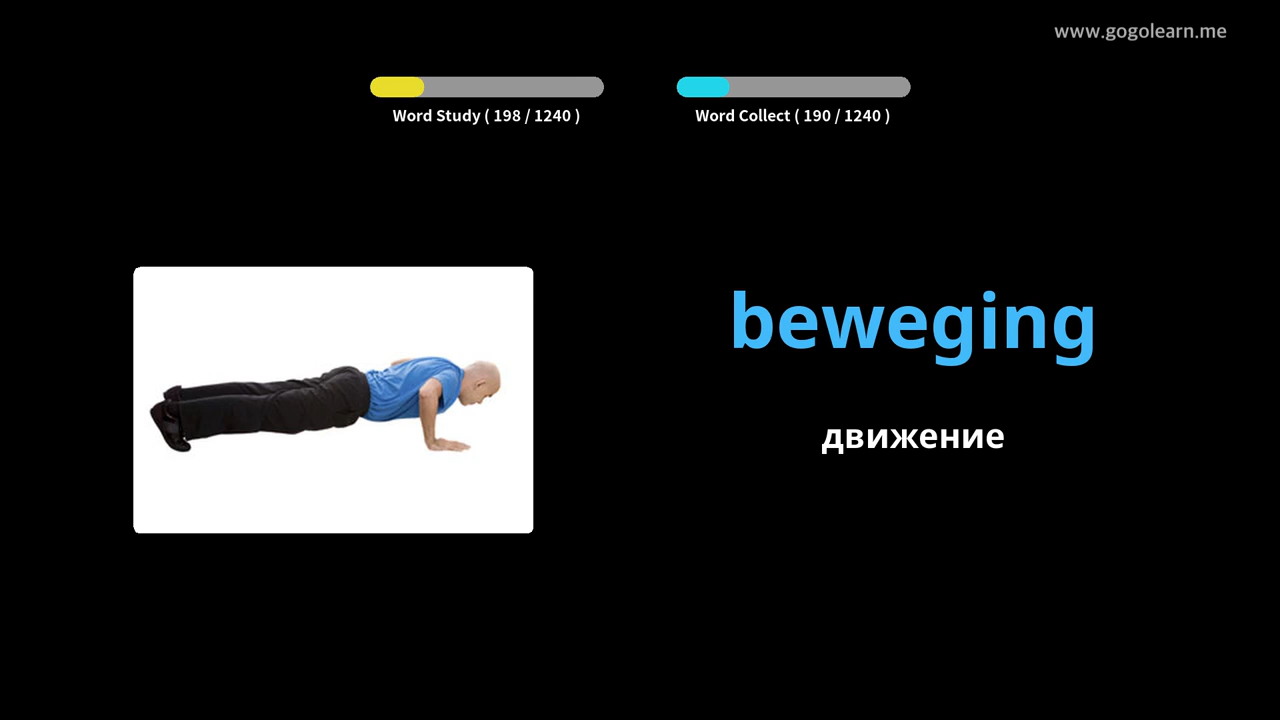 www.gogolearn.me
Word Study ( 198 / 1240 )
Word Collect ( 190 / 1240 )
beweging
движение